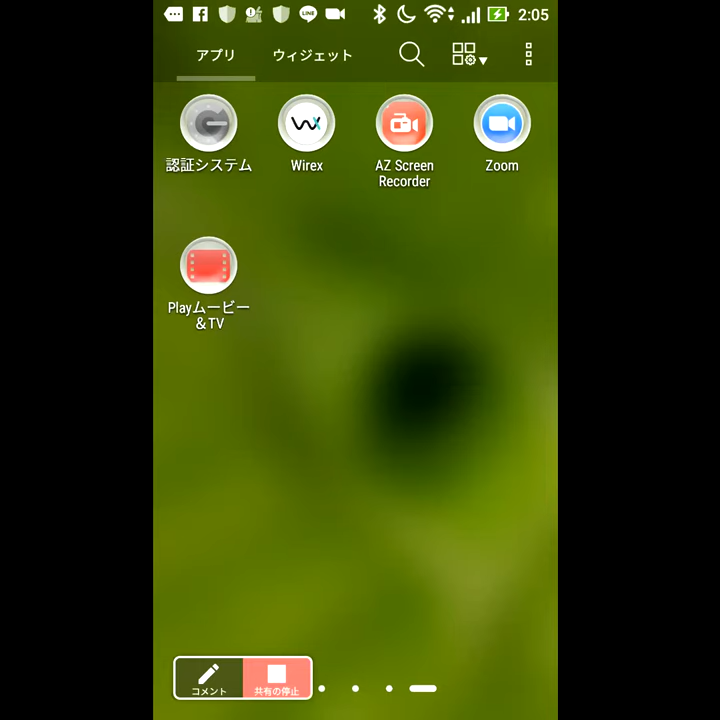 LINE
2:05
アプリ
ウィジェット
認証システム
Wirex
AZ Screen
Recorder
Zoom
Playムービー
&TV
コメント
共有の停止